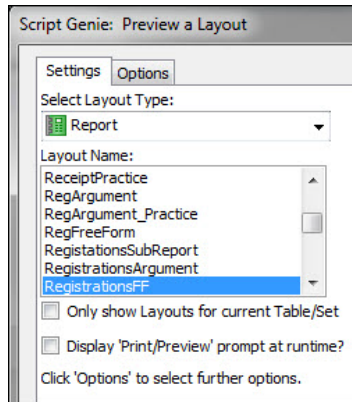 Script Genie: Preview a Layout
Settings Options
Select Layout Type:
Report
Layout Name:
ReceiptPractice
RegArgument
RegArgument_Practice
RegFreeForm
RegistationsSubReport
RegistrationsArgument
RegistrationsFF
Only show Layouts for current Table/Set
Display 'Print/Preview' prompt at runtime?
Click 'Options' to select further options.